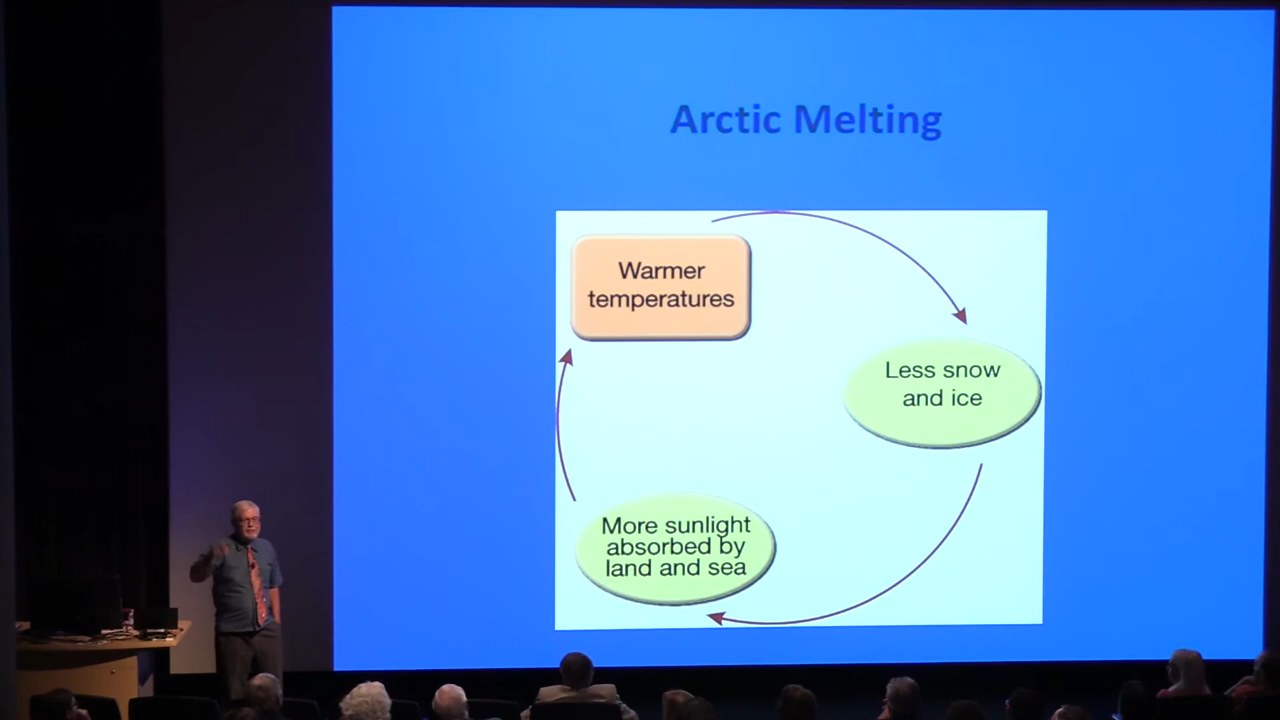 Arctic Melting
Warmer
temperatures
Less snow
and ice
More sunlight
absorbed by
land and sea